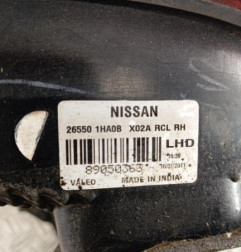 NISSAN
26550 1HA0B X02A RCL RH
LHD
89050363
VALEO MADE IN INDIA